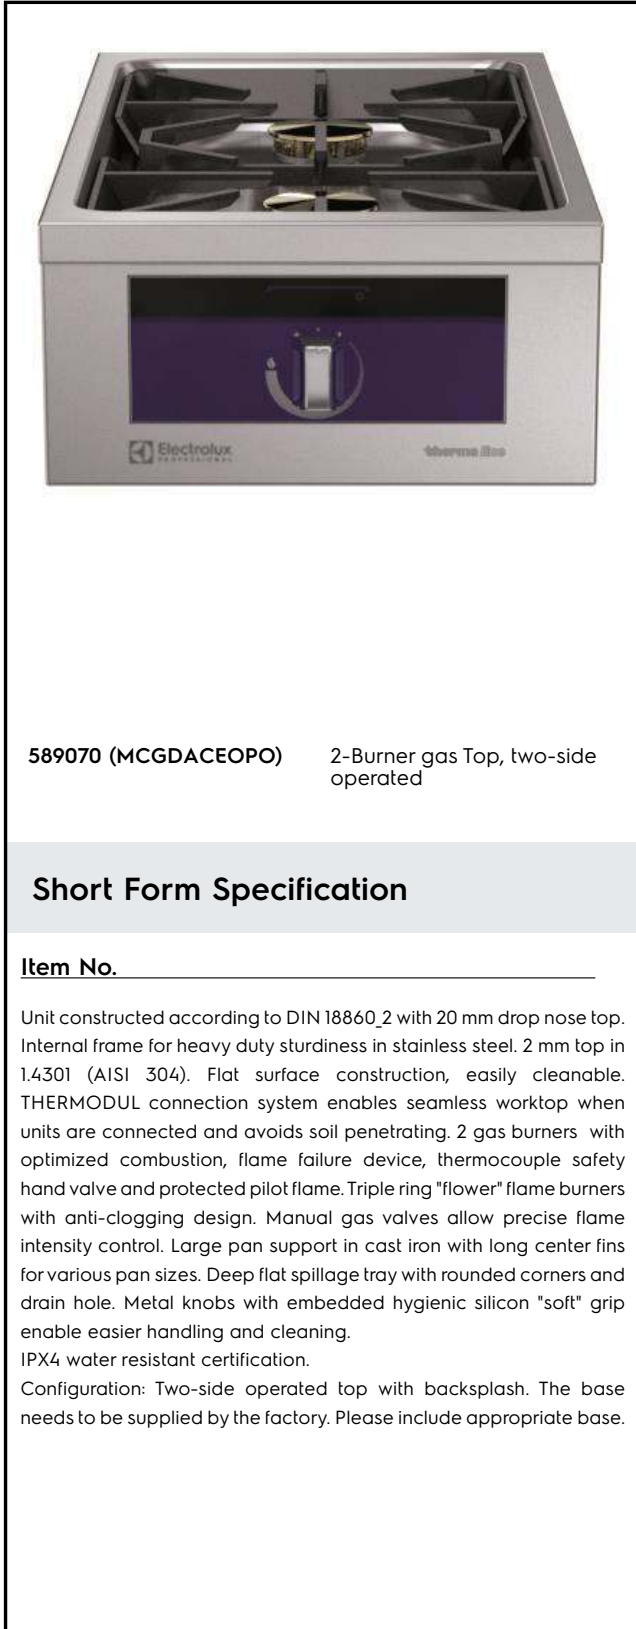 Electrolux
PROFESSIONAL
thermaline
589070 (MCGDACEOPO)
2-Burner gas Top, two-side
operated
Short Form Specification
Item No.
Unit constructed according to DIN 18860_2 with 20 mm drop nose top.
Internal frame for heavy duty sturdiness in stainless steel. 2 mm top in
1.4301 (AISI 304). Flat surface construction, easily cleanable.
THERMODUL connection system enables seamless worktop when
units are connected and avoids soil penetrating. 2 gas burners with
optimized combustion, flame failure device, thermocouple safety
hand valve and protected pilot flame. Triple ring "flower" flame burners
with anti-clogging design. Manual gas valves allow precise flame
intensity control. Large pan support in cast iron with long center fins
for various pan sizes. Deep flat spillage tray with rounded corners and
drain hole. Metal knobs with embedded hygienic silicon "soft" grip
enable easier handling and cleaning.
IPX4 water resistant certification.
Configuration: Two-side operated top with backsplash. The base
needs to be supplied by the factory. Please include appropriate base.